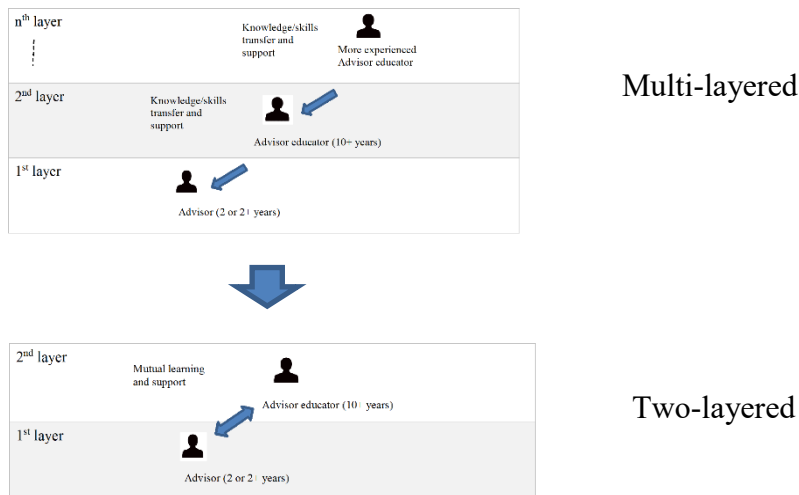 nth layer
Knowledge/skills
transfer and
support
More experienced
Advisor educator
2nd layer
Knowledge/skills
transfer and
support
Advisor educator (10+ years)
1st layer
Advisor (2 or 2+ years)
Multi-layered
2nd layer
Mutual learning
and support
Advisor educator (10+ years)
1st layer
Advisor (2 or 2+ years)
Two-layered